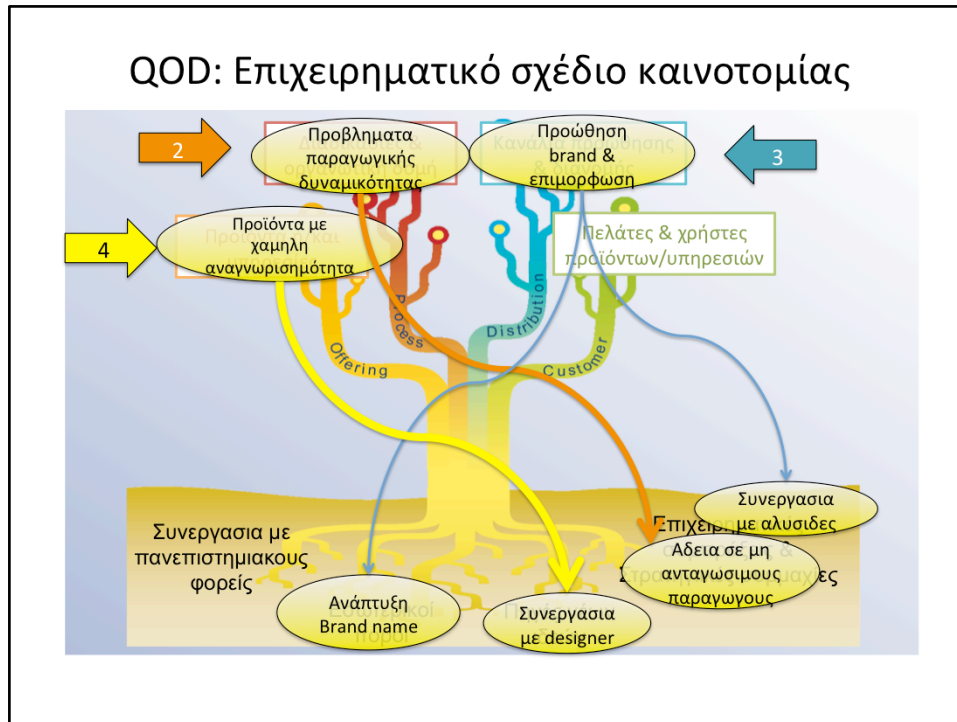 QOD: Επιχειρηματικό σχέδιο καινοτομίας
2
Προβληματα
παραγωγικής
δυναμικότητας
Προώθηση
brand &
επιμορφωση
3
4
Προϊόντα με
χαμηλη
αναγνωρισημότητα
Πελάτες & χρήστες
προϊόντων/υπηρεσιών
Offering
Process
Distribution
Customer
Συνεργασια με
πανεπιστημιακους
φορείς
Συνεργασια
με αλυσιδες
Αδεια σε μη
ανταγωσιμους
παραγωγους
Ανάπτυξη
Brand name
Συνεργάσια
με designer